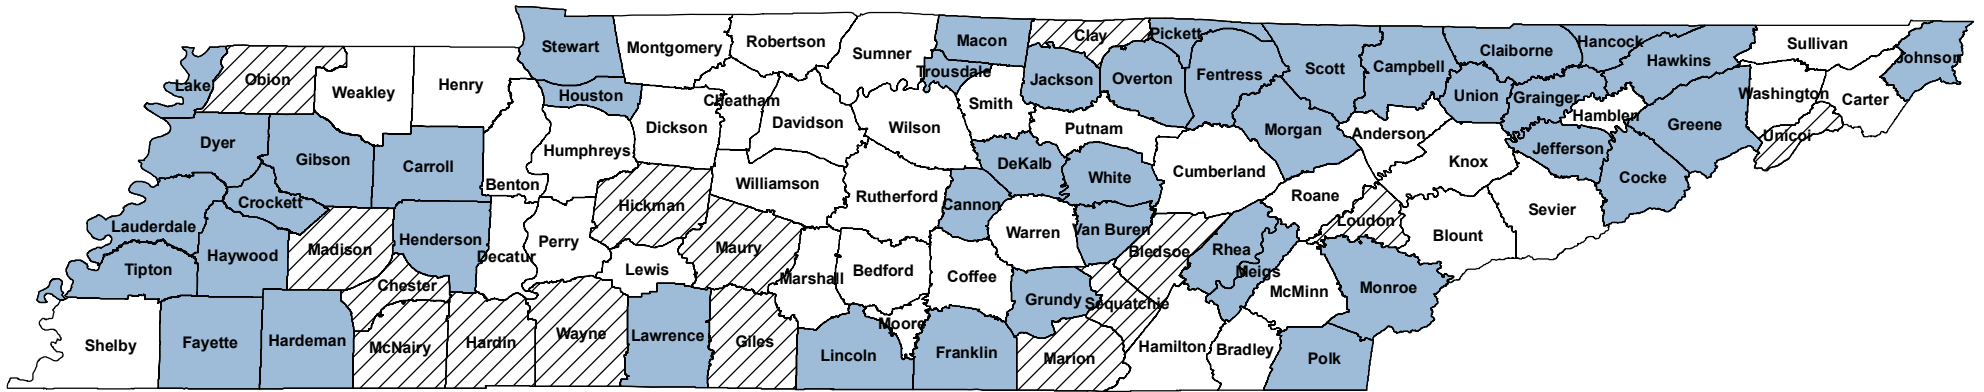 Stewart
Montgomery
Robertson
Sumner
Macon
Clay
Pickett
Trousdale
Jackson
Overton
Fentress
Scott
Campbell
Claiborne
Hancock
Hawkins
Sullivan
Johnson
Lake
Obion
Weakley
Henry
Houston
Cheatham
Smith
Union
Grainger
Hamblen
Washington
Carter
Unicoi
Greene
Dyer
Gibson
Carroll
Benton
Humphreys
Dickson
Davidson
Wilson
Putnam
Morgan
Anderson
Knox
Jefferson
Cocke
DeKalb
White
Cumberland
Roane
Loudon
Sevier
Blount
Crockett
Lauderdale
Haywood
Tipton
Madison
Henderson
Chester
Decatur
Perry
Hickman
Williamson
Rutherford
Cannon
Warren
Van Buren
Bledsoe
Rhea
Meigs
McMinn
Monroe
Lewis
Maury
Marshall
Bedford
Coffee
Grundy
Sequatchie
Moore
Shelby
Fayette
Hardeman
McNairy
Hardin
Wayne
Lawrence
Giles
Lincoln
Franklin
Marion
Hamilton
Bradley
Polk